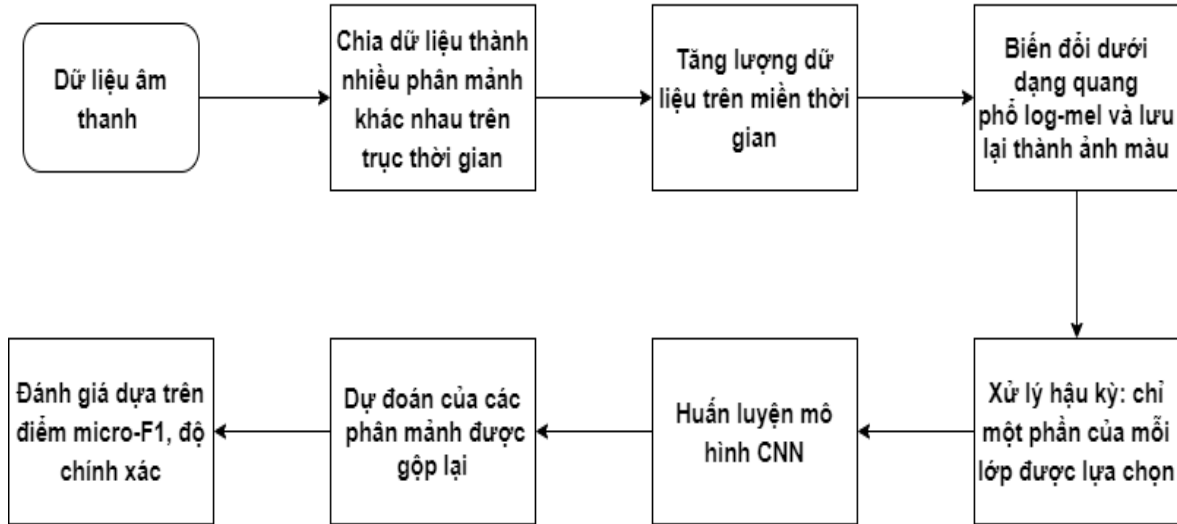 Dữ liệu âm
thanh
Chia dữ liệu thành
nhiều phân mảnh
khác nhau trên
trục thời gian
Tăng lượng dữ
liệu trên miền thời
gian
Biến đổi dưới
dạng quang
phổ log-mel và lưu
lại thành ảnh màu
Xử lý hậu kỳ: chỉ
một phần của mỗi
lớp được lựa chọn
Huấn luyện mô
hình CNN
Dự đoán của các
phân mảnh được
gộp lại
Đánh giá dựa trên
điểm micro-F1, độ
chính xác